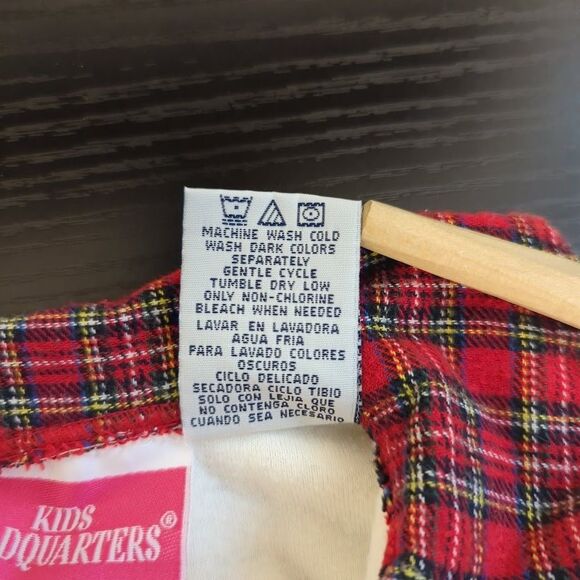 MACHINE WASH COLD
WASH DARK COLORS
SEPARATELY
GENTLE CYCLE
TUMBLE DRY LOW
ONLY NON-CHLORINE
BLEACH WHEN NEEDED
LAVAR EN LAVADORA
AGUA FRIA
PARA LAVADO COLORES
OSCUROS
CICLO DELICADO
SECADORA CICLO TIBIO
SOLO CON LEJIA QUE
NO CONTENGA CLORO
CUANDO SEA NECESARIO
KIDS
DQUARTERS®